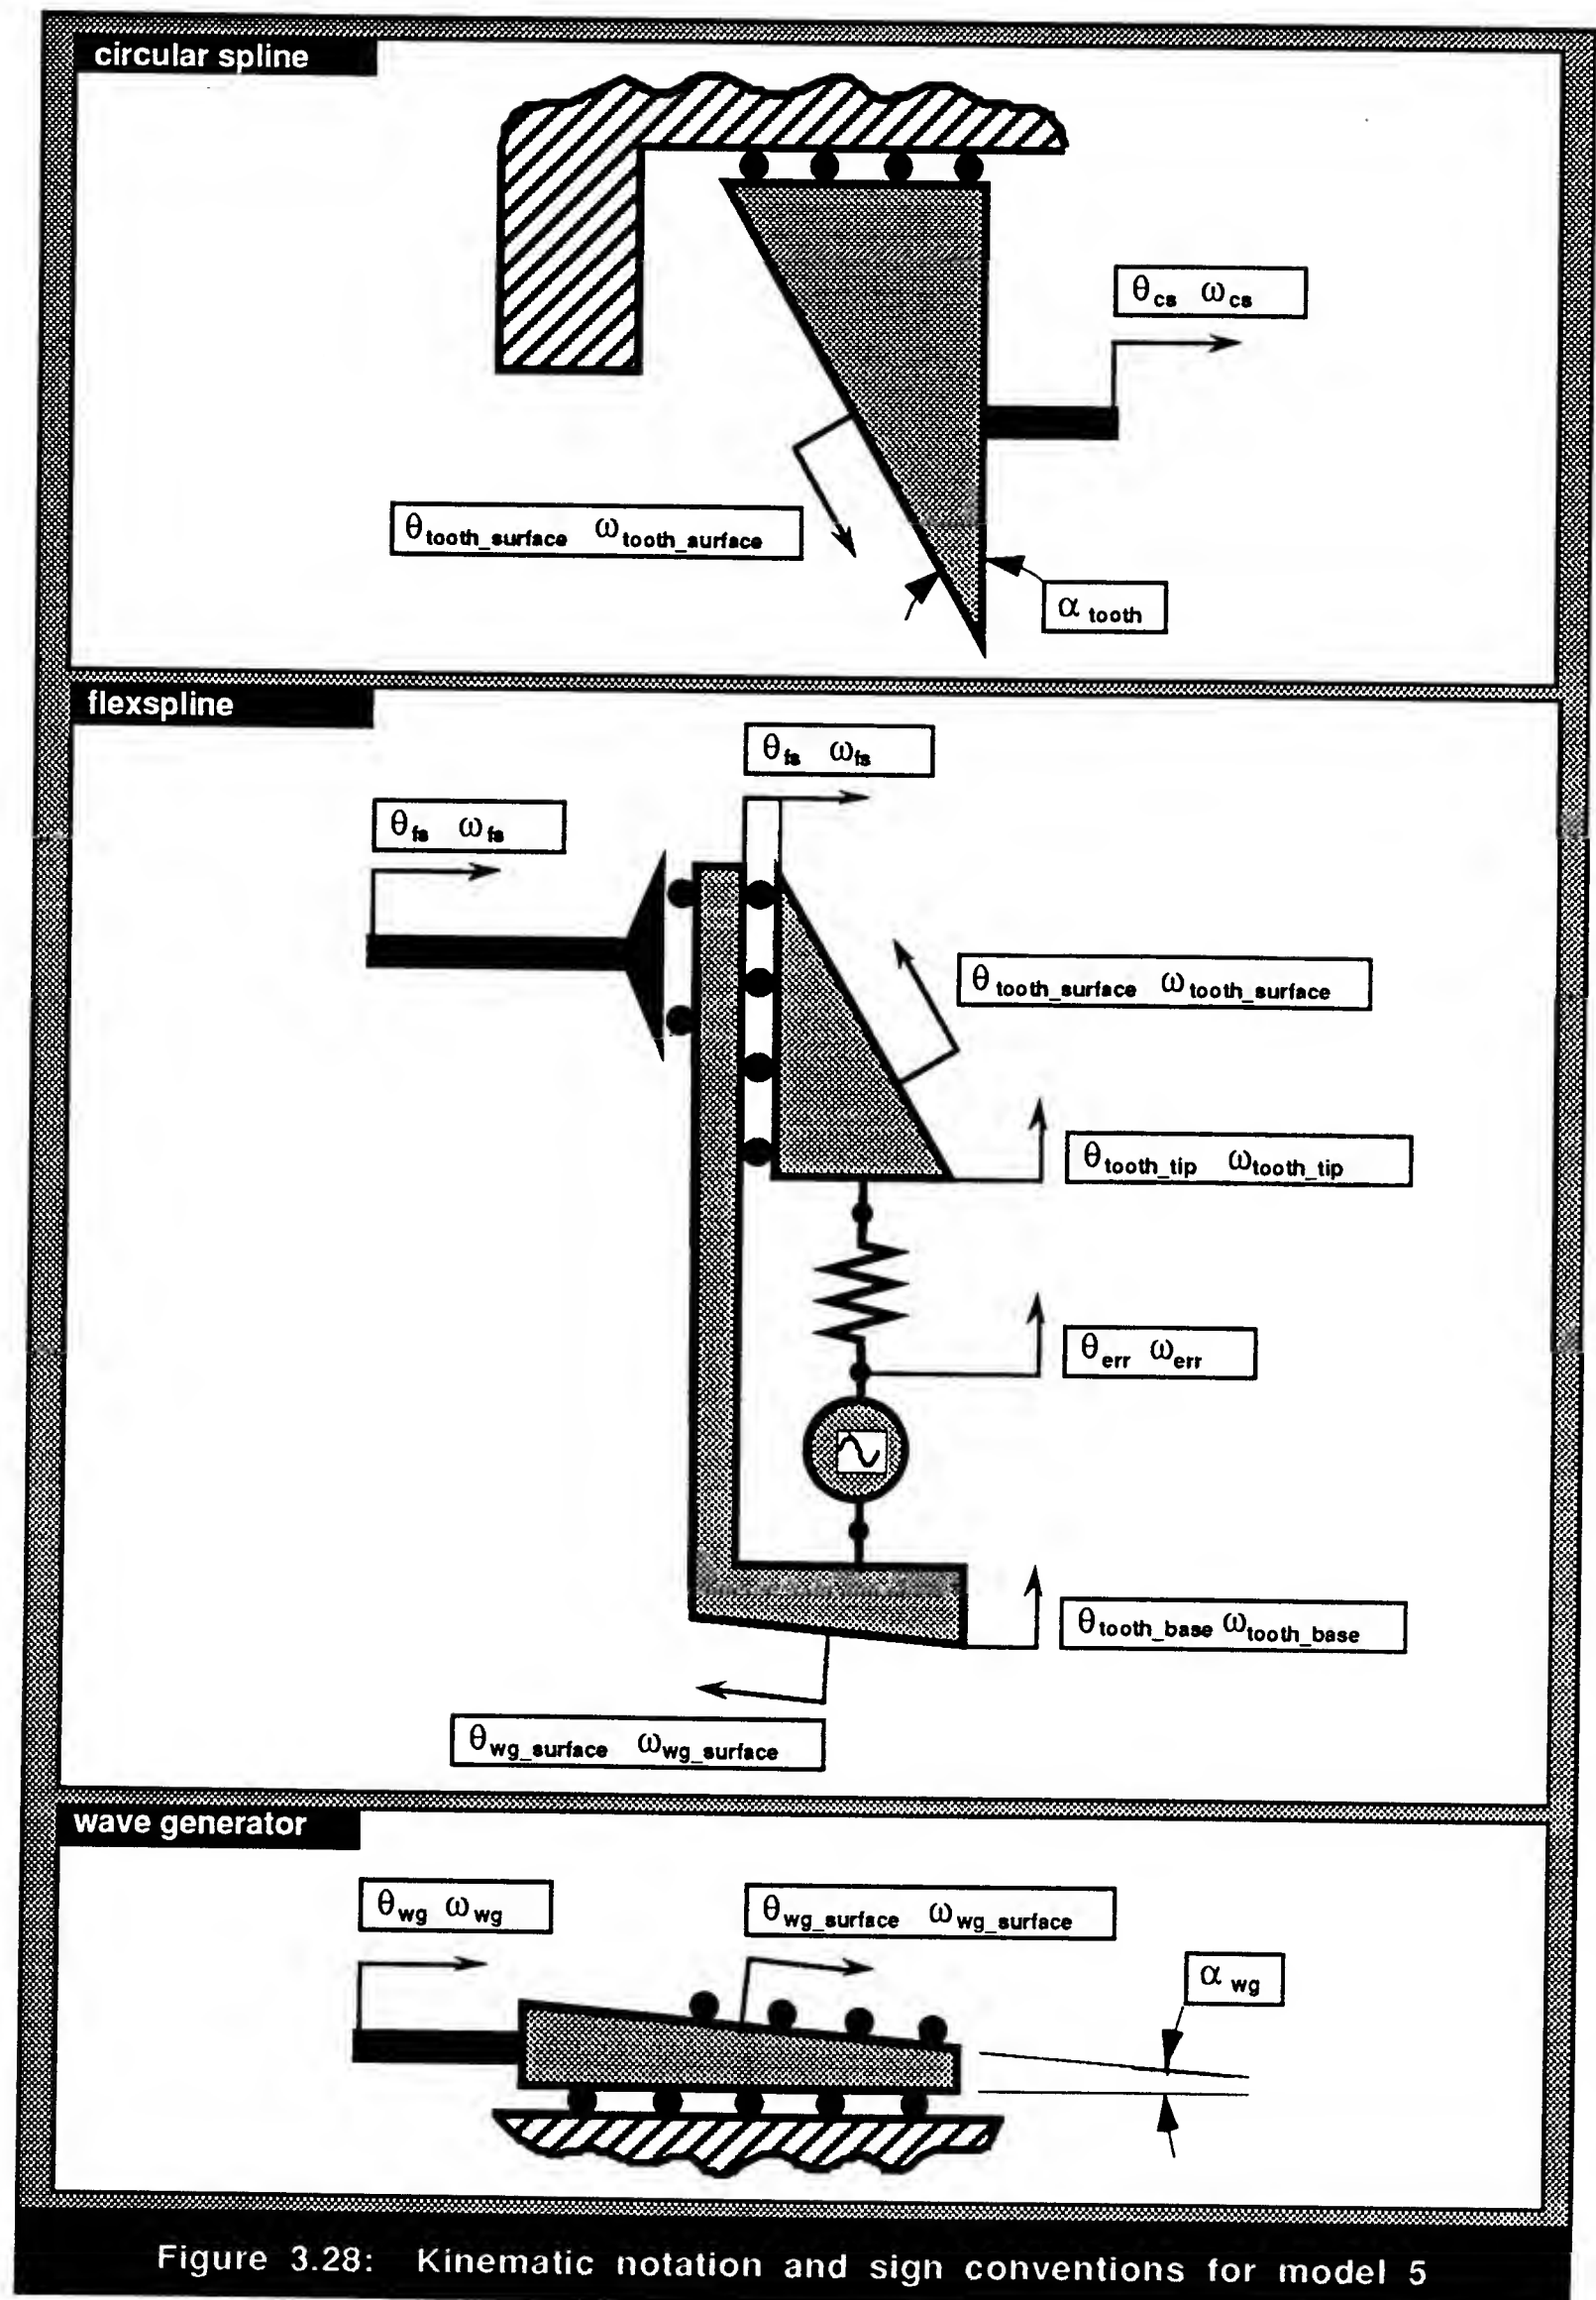 circular spline
θcs ωcs
θtooth_surface ωtooth_aurface
α tooth
flexspline
θfs ωfs
θfs ωfs
θtooth_surface ωtooth_surface
θtooth_tip ωtooth_tip
θerr ωerr
θtooth_base ωtooth_base
θwg_surface ωwg_surface
wave generator
θwg ωwg
θwg_surface ωwg_surface
α wg
Figure 3.28: Kinematic notation and sign conventions for model 5